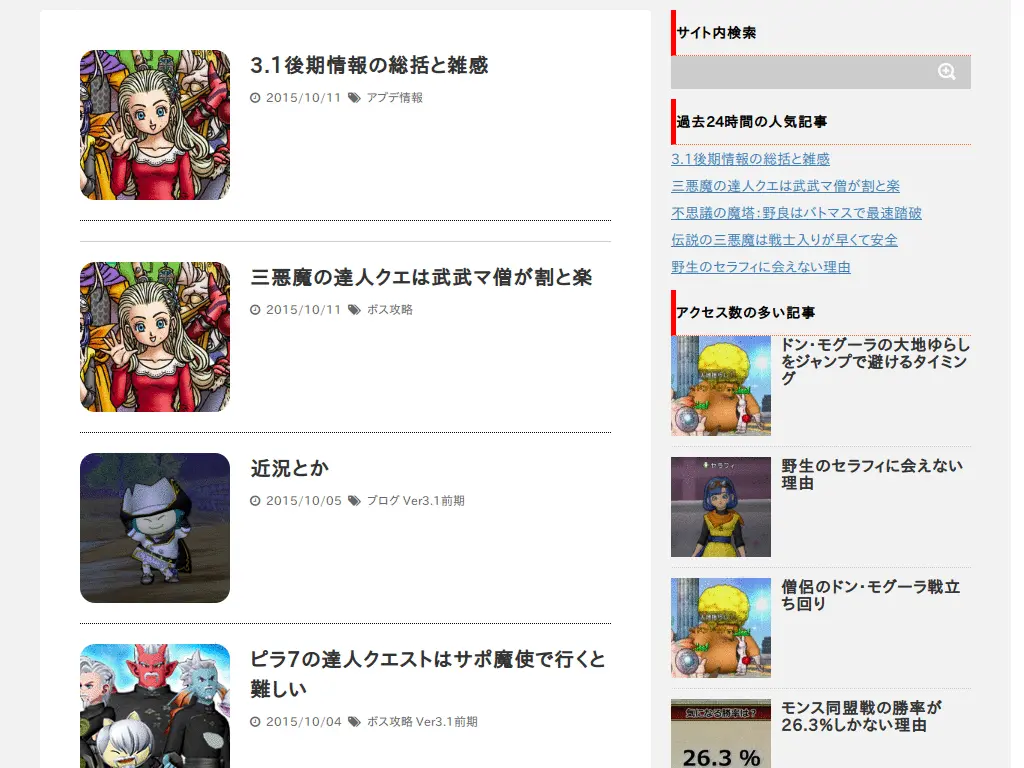 3.1後期情報の総括と雑感
2015/10/11 アプデ情報
三悪魔の達人クエは武武マ僧が割と楽
2015/10/11 ボス攻略
近況とか
2015/10/05 ブログ Ver3.1前期
ピラ7の達人クエストはサポ魔使で行くと
難しい
2015/10/04 ボス攻略 Ver3.1前期
サイト内検索
過去24時間の人気記事
3.1後期情報の総括と雑感
三悪魔の達人クエは武武マ僧が割と楽
不思議の魔塔：野良はバトマスで最速踏破
伝説の三悪魔は戦士入りが早くて安全
野生のセラフィに会えない理由
アクセス数の多い記事
ドン・モグーラの大地ゆらし
をジャンプで避けるタイミン
グ
セラフィ
野生のセラフィに会えない
理由
僧侶のドン・モグーラ戦立
ち回り
気になる勝率は？
26.3 %
モンス同盟戦の勝率が
26.3%しかない理由